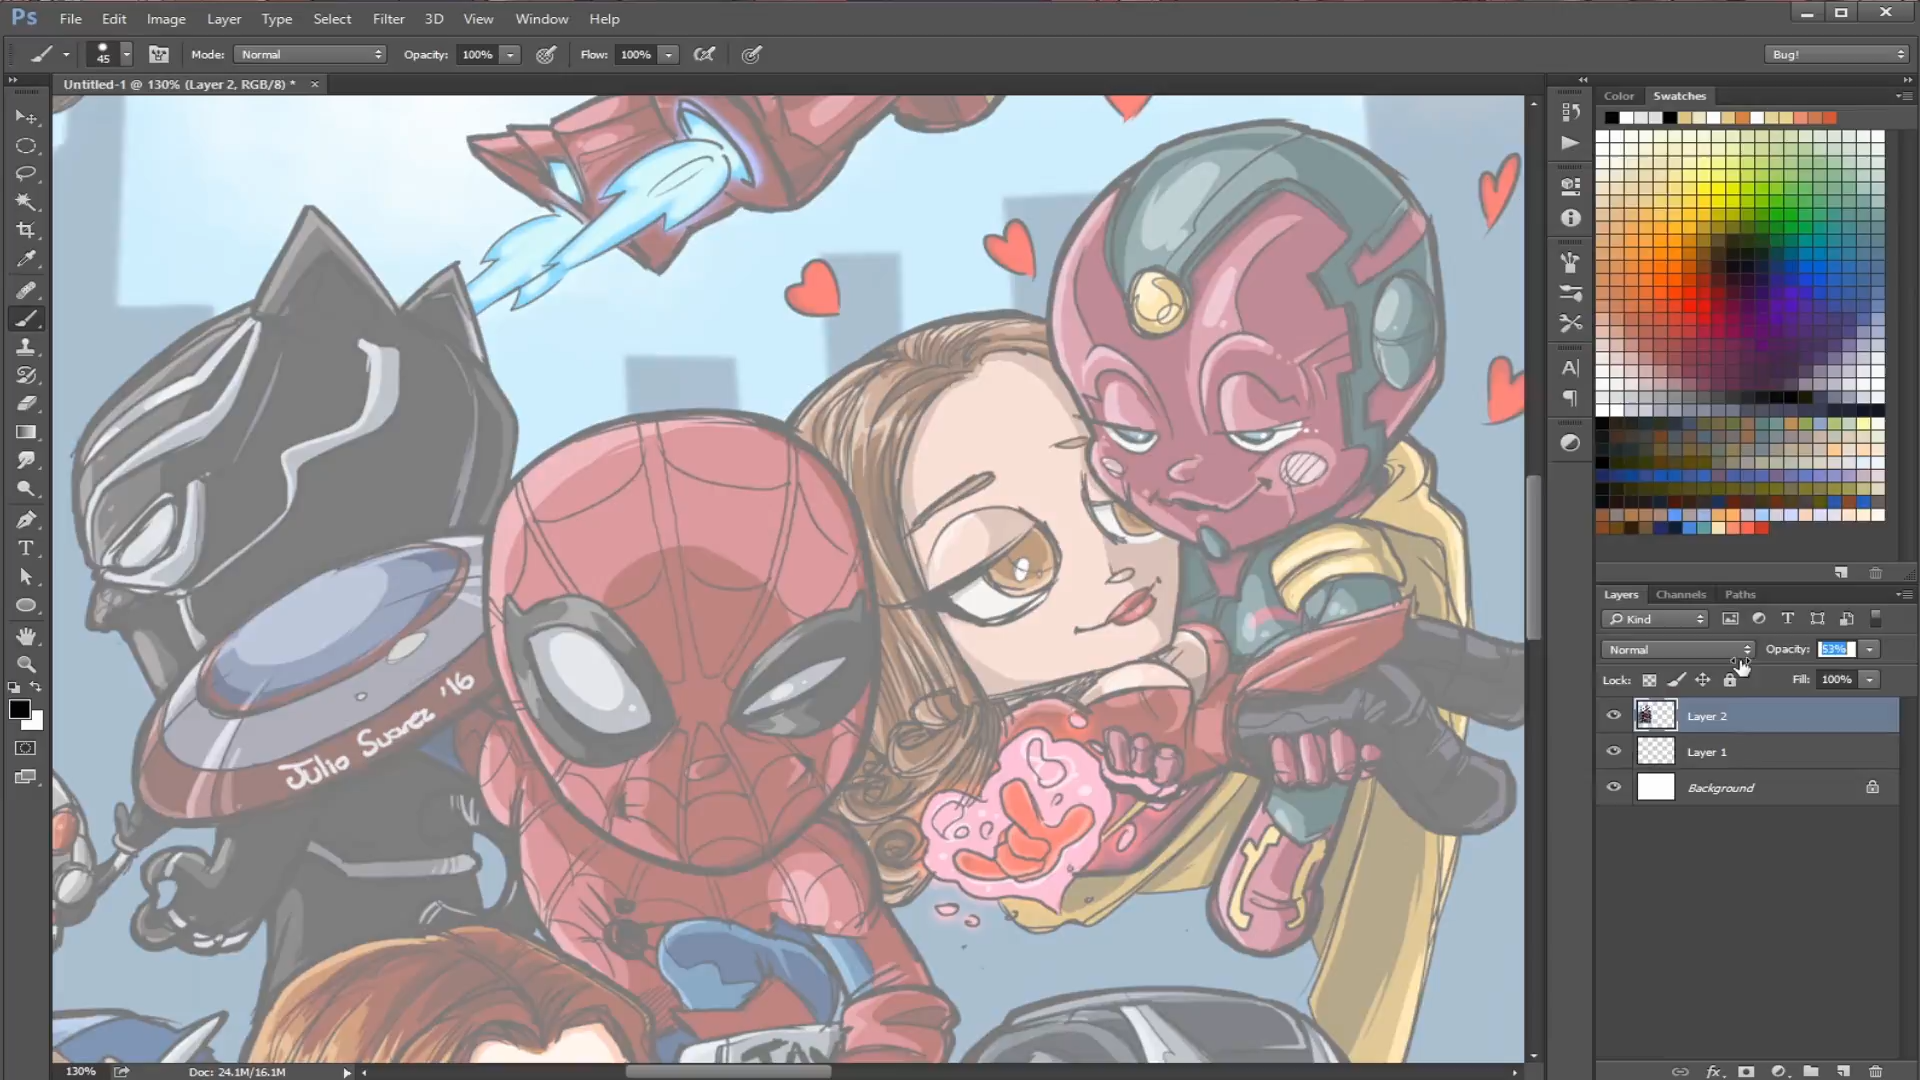 Ps File Edit Image Layer Type Select Filter 3D View Window Help
45 Mode: Normal Opacity: 100% Flow: 100% Bug!
Untitled-1 @ 130% (Layer 2, RGB/8) * ×
Color Swatches
Julio Suarez '16
Layers Channels Paths
Kind
Normal Opacity: 53%
Lock: Fill: 100%
Layer 2
Layer 1
Background
fx
130% Doc: 24.1M/16.1M